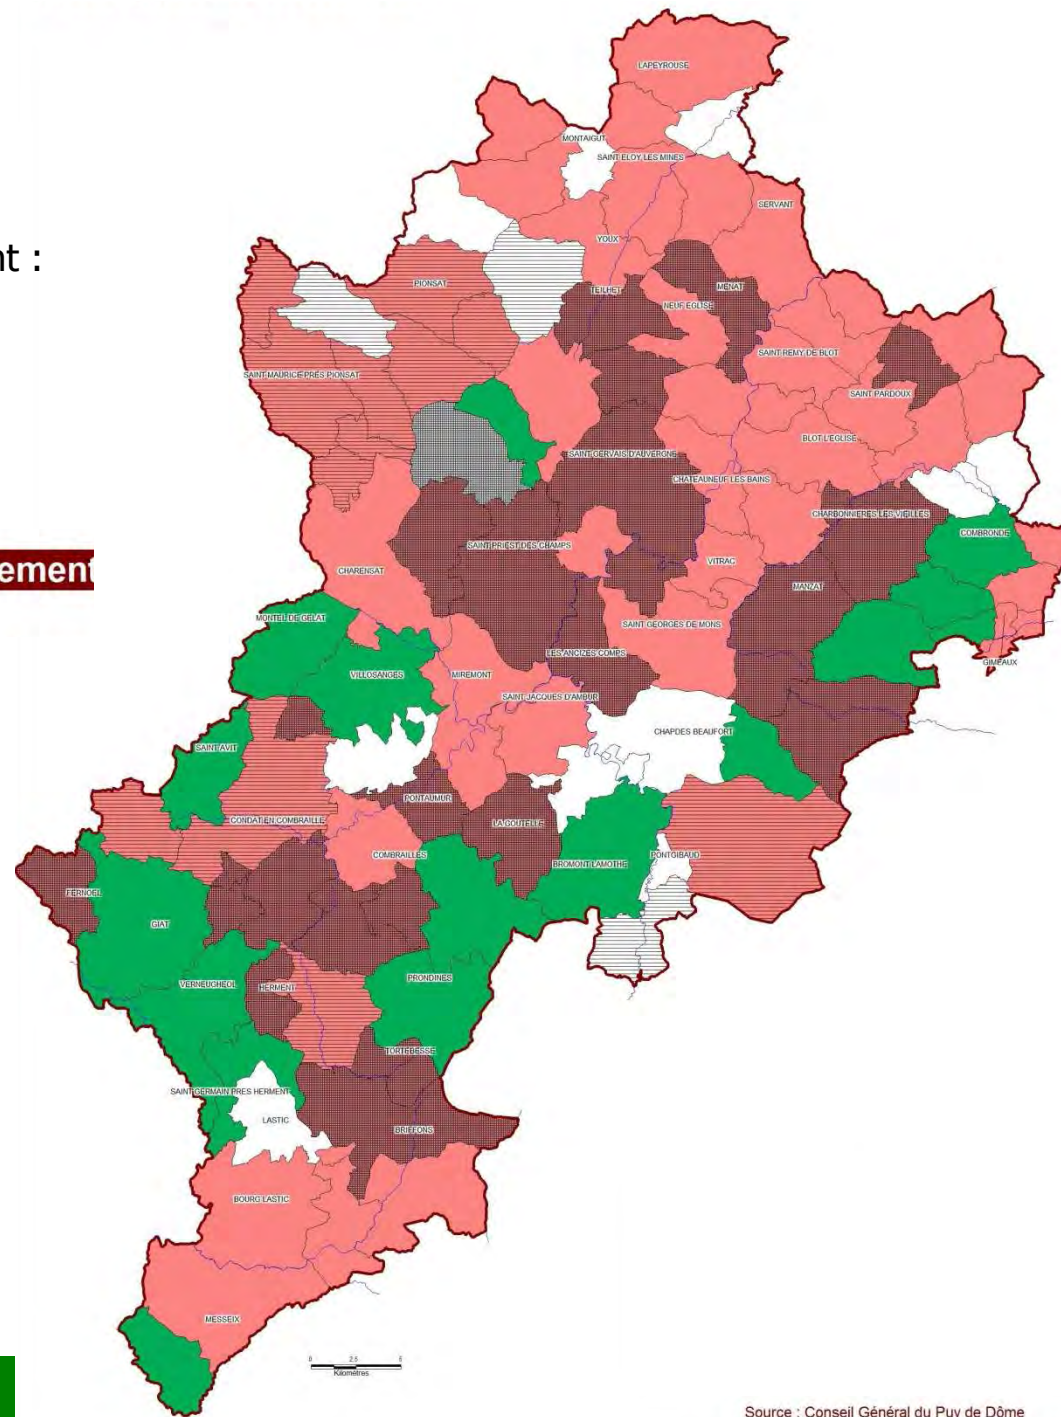 LAPEYROUSE
MONTAIGUT
SAINT ELOY LES MINES
SERVANT
nt :
YOUX
PIONSAT
TEILHET
MENAT
NEUF EGLISE
SAINT REMY DE BLOT
SAINT MAURICE PRÉS PIONSAT
SAINT PARDOUX
BLOT L'EGLISE
SAINT GERVAIS D'AUVERGNE
CHATEAUNEUF LES BAINS
CHARBONNIERES LES VIEILLES
COMBRONDE
SAINT PRIEST DES CHAMPS
VITRAC
ement
CHARENSAT
MANZAT
MONTEL DE GELAT
SAINT GEORGES DE MONS
LES ANCIZES COMPS
GIMEAUX
VILLOSANGES
MIREMONT
SAINT JACQUES D'AMBUR
CHAPDES BEAUFORT
SAINT AVIT
PONTAUMUR
CONDAT EN COMBRAILLE
LA GOUTELLE
COMBRAILLES
PONTGIBAUD
BROMONT LAMOTHE
FERNOEL
GIAT
PRONDINES
VERNEUGHEOL
HERMENT
TORTEBESSE
SAINT GERMAIN PRES HERMENT
LASTIC
BRIFFONS
BOURG LASTIC
MESSEIX
0 2.5 5
Kilomètres
Source : Conseil Général du Puy de Dôme